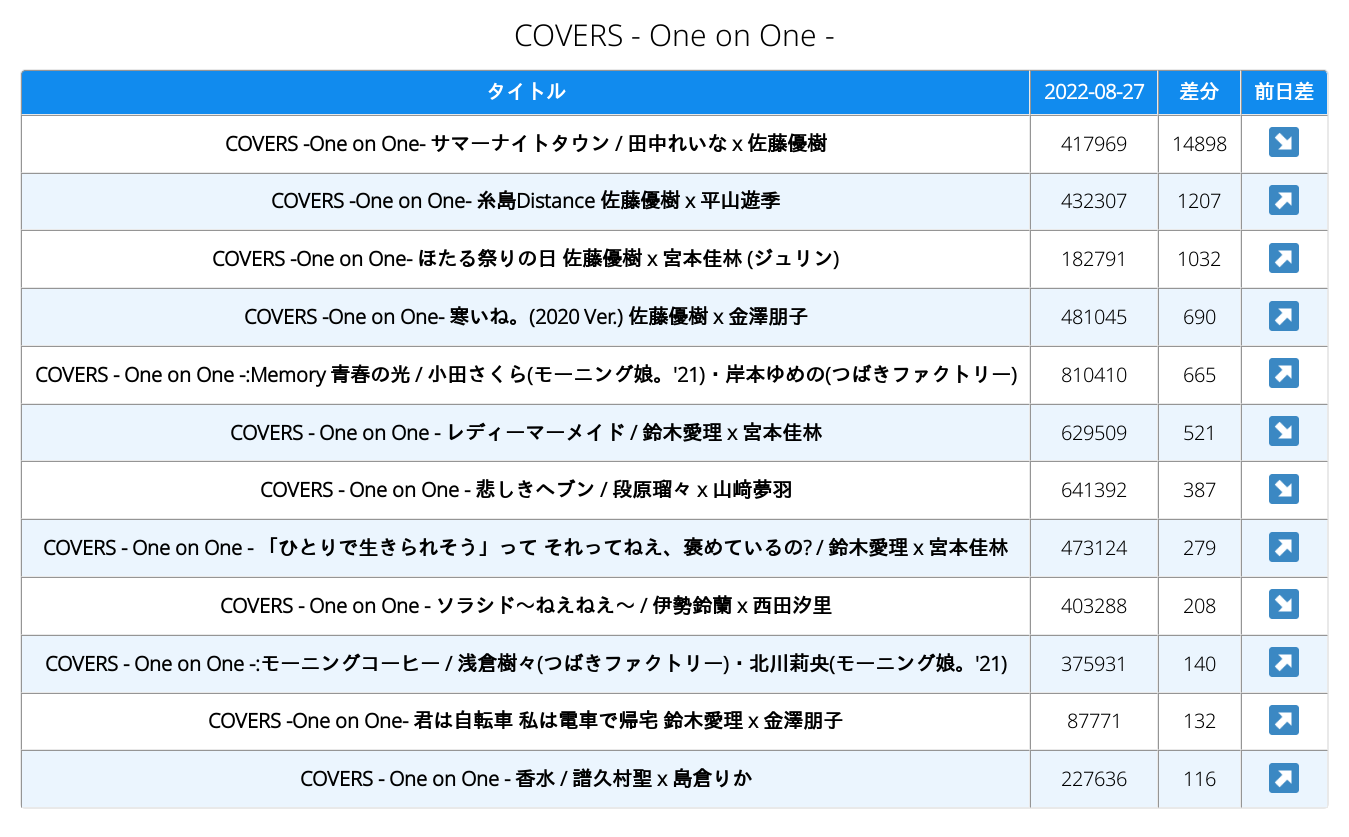 COVERS - One on One -
タイトル 2022-08-27 差分 前日差
COVERS -One on One- サマーナイトタウン / 田中れいな x 佐藤優樹 417969 14898 ↘
COVERS -One on One- 糸島Distance 佐藤優樹 x 平山遊季 432307 1207 ↗
COVERS -One on One- ほたる祭りの日 佐藤優樹 x 宮本佳林 (ジュリン) 182791 1032 ↗
COVERS -One on One- 寒いね。(2020 Ver.) 佐藤優樹 x 金澤朋子 481045 690 ↗
COVERS - One on One -:Memory 青春の光 / 小田さくら(モーニング娘。'21)・岸本ゆめの(つばきファクトリー) 810410 665 ↗
COVERS - One on One - レディーマーメイド / 鈴木愛理 x 宮本佳林 629509 521 ↘
COVERS - One on One - 悲しきヘブン / 段原瑠々 x 山﨑夢羽 641392 387 ↘
COVERS - One on One - 「ひとりで生きられそう」って それってねえ、褒めているの? / 鈴木愛理 x 宮本佳林 473124 279 ↗
COVERS - One on One - ソラシド〜ねえねえ〜 / 伊勢鈴蘭 x 西田汐里 403288 208 ↘
COVERS - One on One -:モーニングコーヒー / 浅倉樹々(つばきファクトリー)・北川莉央(モーニング娘。'21) 375931 140 ↗
COVERS -One on One- 君は自転車 私は電車で帰宅 鈴木愛理 x 金澤朋子 87771 132 ↗
COVERS - One on One - 香水 / 譜久村聖 x 島倉りか 227636 116 ↗